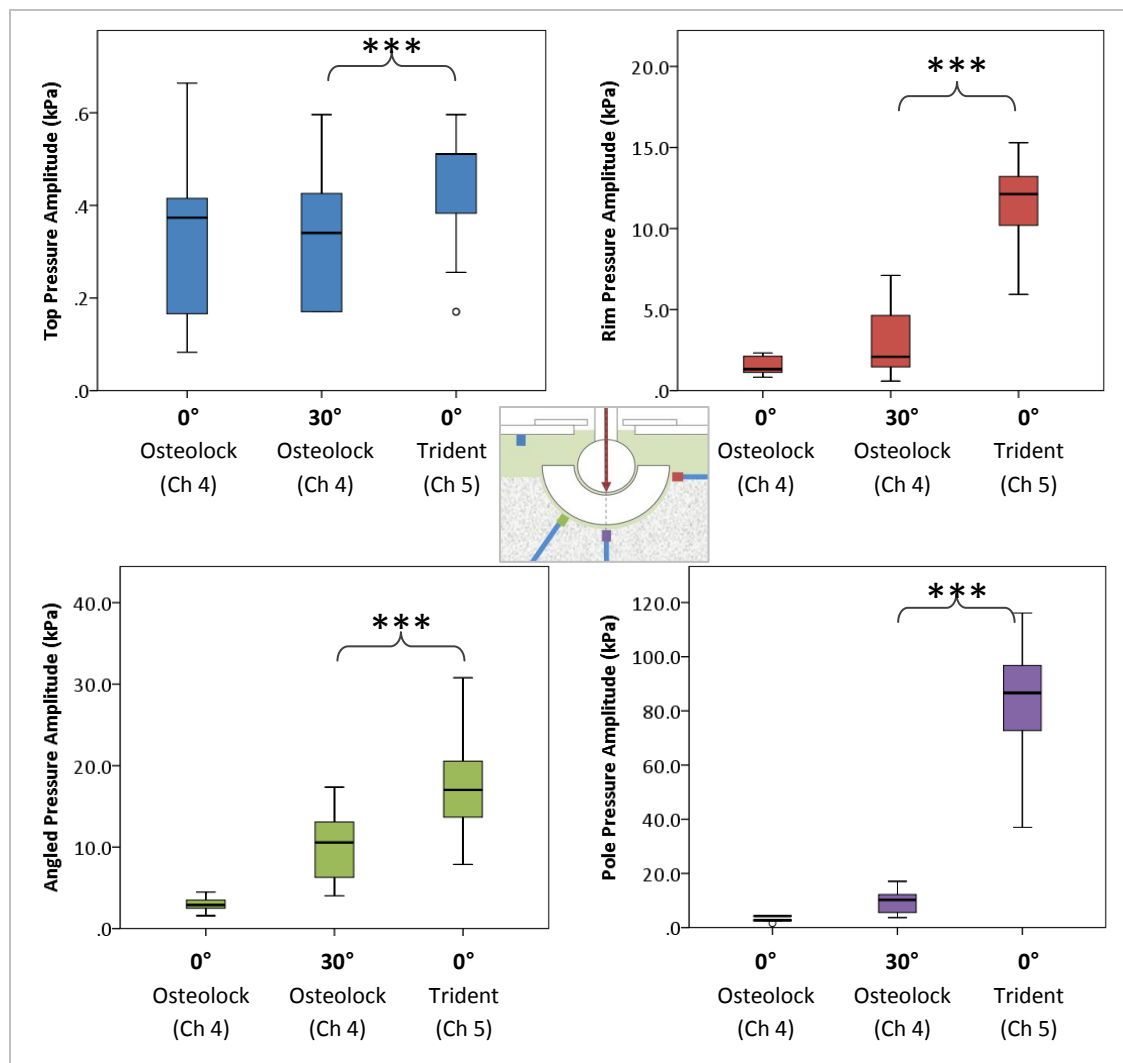 Top Pressure Amplitude (kPa)
.6
.4
.2
.0
***
0°
30°
0°
Osteolock
Osteolock
Trident
(Ch 4)
(Ch 4)
(Ch 5)
Rim Pressure Amplitude (kPa)
20.0
15.0
10.0
5.0
.0
***
0°
30°
0°
Osteolock
Osteolock
Trident
(Ch 4)
(Ch 4)
(Ch 5)
Angled Pressure Amplitude (kPa)
40.0
30.0
20.0
10.0
.0
***
0°
30°
0°
Osteolock
Osteolock
Trident
(Ch 4)
(Ch 4)
(Ch 5)
Pole Pressure Amplitude (kPa)
120.0
100.0
80.0
60.0
40.0
20.0
.0
***
0°
30°
0°
Osteolock
Osteolock
Trident
(Ch 4)
(Ch 4)
(Ch 5)